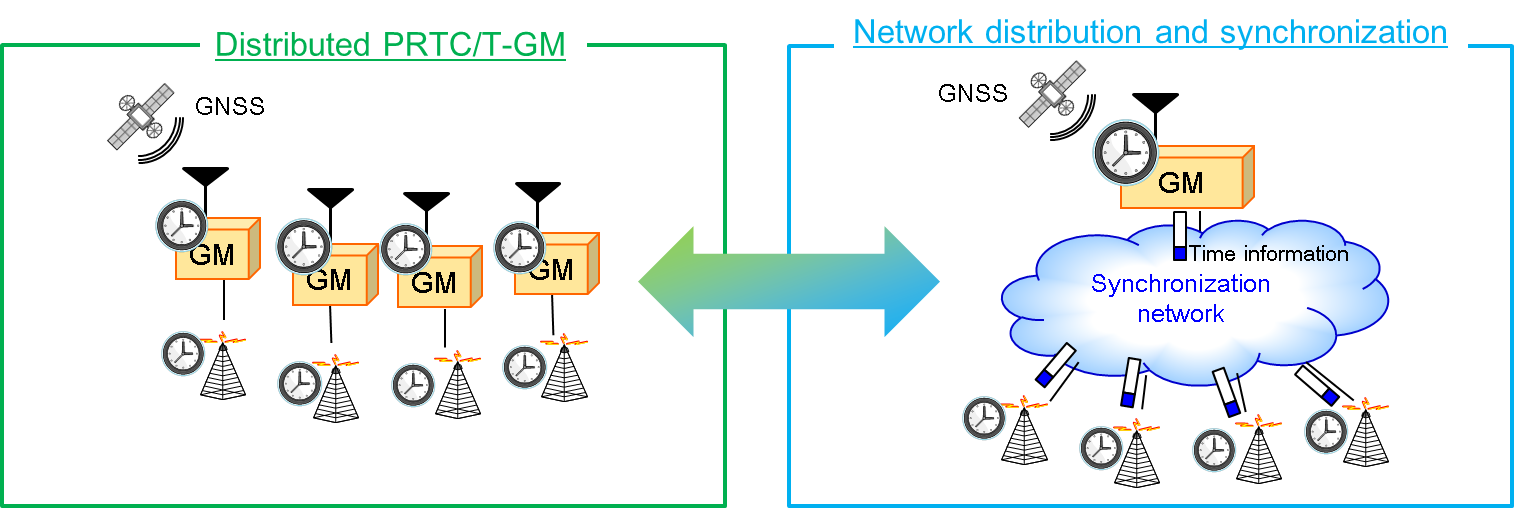 Distributed PRTC/T-GM
GNSS
GM
GM
GM
GM
Network distribution and synchronization
GNSS
GM
Time information
Synchronization
network